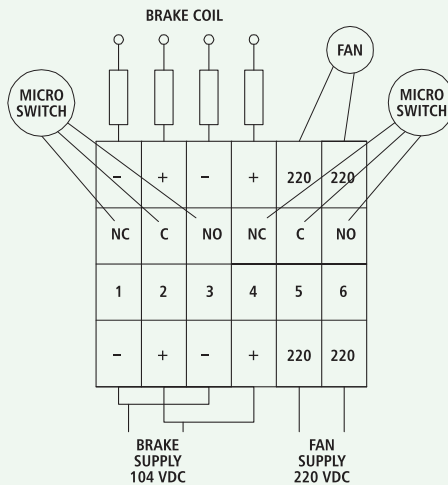 BRAKE COIL
FAN
MICRO
SWITCH
MICRO
SWITCH
– + – + 220 220
NC C NO NC C NO
1 2 3 4 5 6
– + – + 220 220
BRAKE
SUPPLY
104 VDC
FAN
SUPPLY
220 VDC